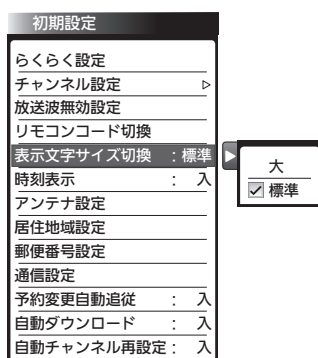 初期設定
らくらく設定
チャンネル設定
放送波無効設定
リモコンコード切換
表示文字サイズ切換 : 標準
時刻表示 : 入
アンテナ設定
居住地域設定
郵便番号設定
通信設定
予約変更自動追従 : 入
自動ダウンロード : 入
自動チャンネル再設定 : 入
大
標準